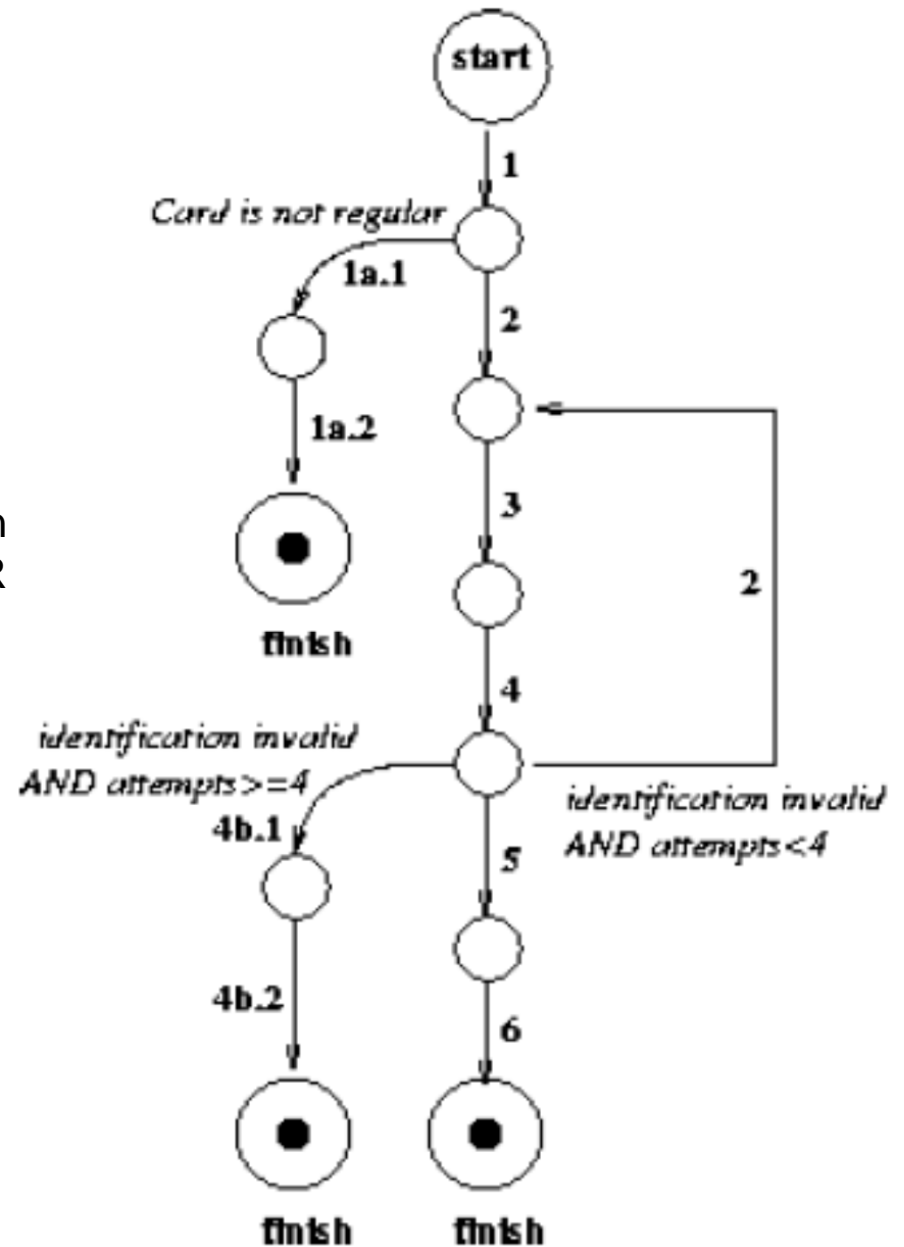 start
1
Card is not regular
1a.1
2
1a.2
3
n
R
2
finish
4
identification invalid
AND attempts>=4
identification invalid
AND attempts<4
4b.1
5
4b.2
6
finish
finish